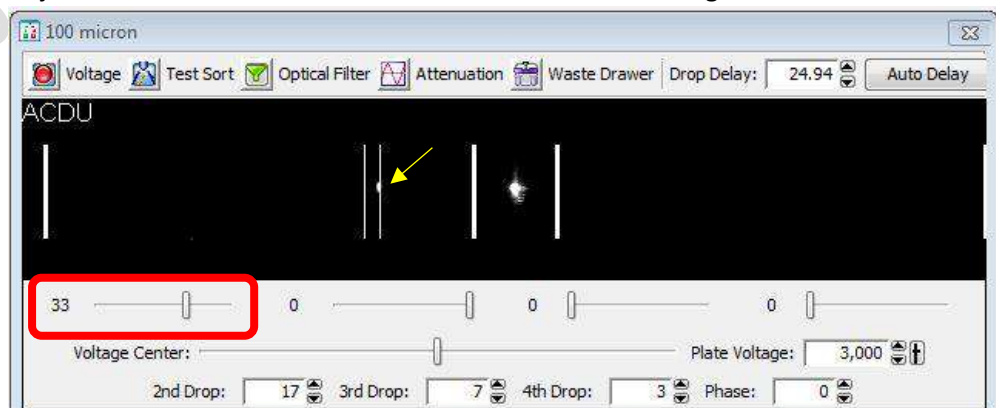 100 micron
Voltage Test Sort Optical Filter Attenuation Waste Drawer Drop Delay: 24.94 Auto Delay
ACDU
33 0 0 0
Voltage Center: Plate Voltage: 3,000
2nd Drop: 17 3rd Drop: 7 4th Drop: 3 Phase: 0